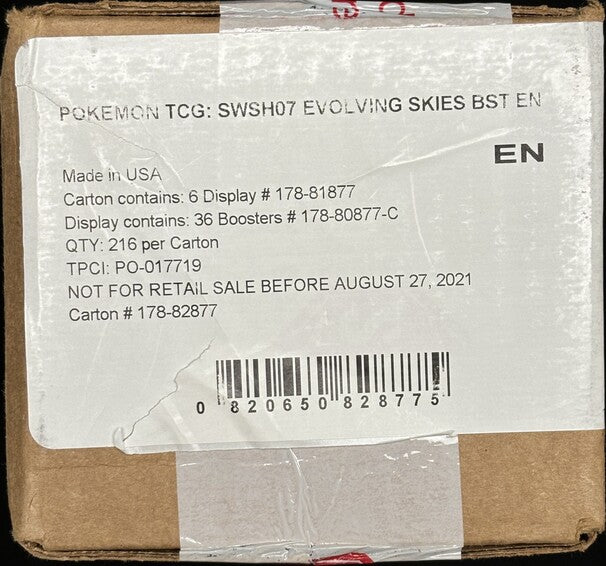 POKEMON TCG: SWSH07 EVOLVING SKIES BST EN
EN
Made in USA
Carton contains: 6 Display # 178-81877
Display contains: 36 Boosters # 178-80877-C
QTY: 216 per Carton
TPCI: PO-017719
NOT FOR RETAIL SALE BEFORE AUGUST 27, 2021
Carton # 178-82877
0 820650 828775